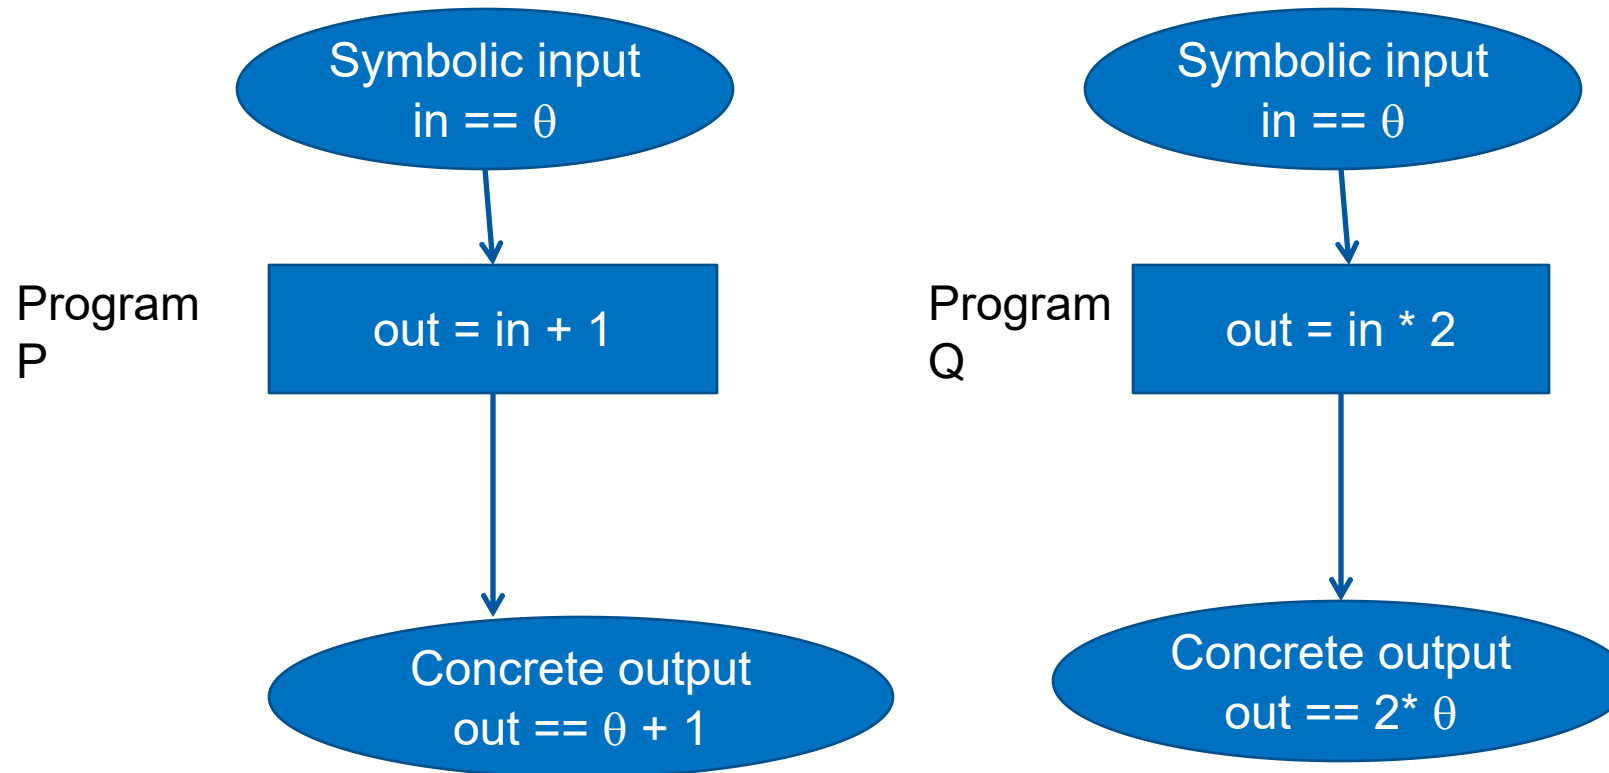 Symbolic input
in == θ
Program
P
out = in + 1
Concrete output
out == θ + 1
Symbolic input
in == θ
Program
Q
out = in * 2
Concrete output
out == 2* θ